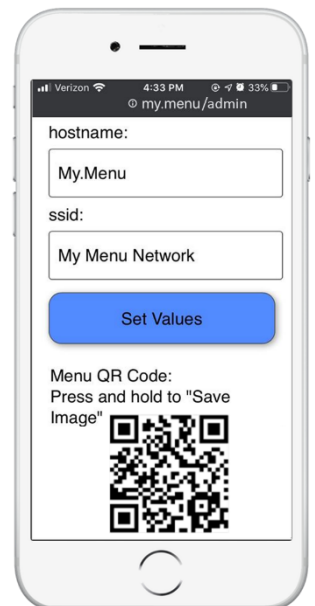 Verizon 4:33 PM 33%
my.menu/admin
hostname:
My.Menu
ssid:
My Menu Network
Set Values
Menu QR Code:
Press and hold to "Save
Image"